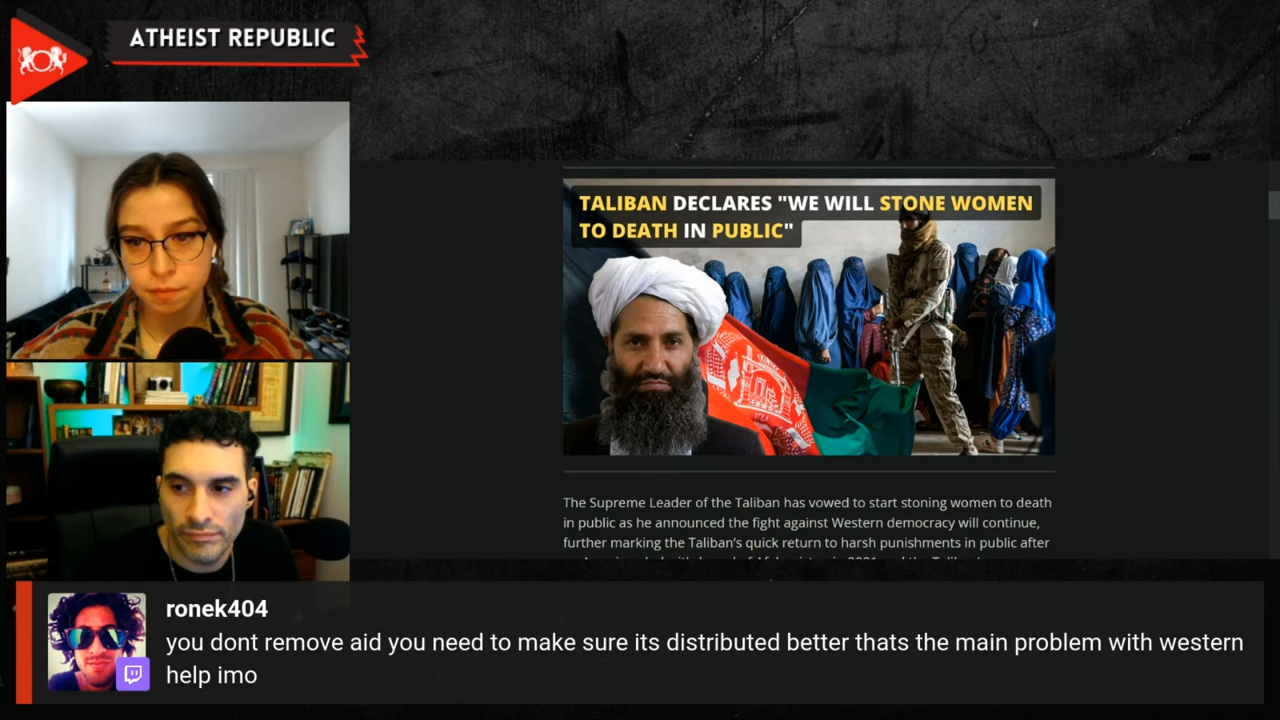 ATHEIST REPUBLIC
TALIBAN DECLARES "WE WILL STONE WOMEN
TO DEATH IN PUBLIC"
The Supreme Leader of the Taliban has vowed to start stoning women to death
in public as he announced the fight against Western democracy will continue,
further marking the Taliban’s quick return to harsh punishments in public after
ronek404
you dont remove aid you need to make sure its distributed better thats the main problem with western
help imo